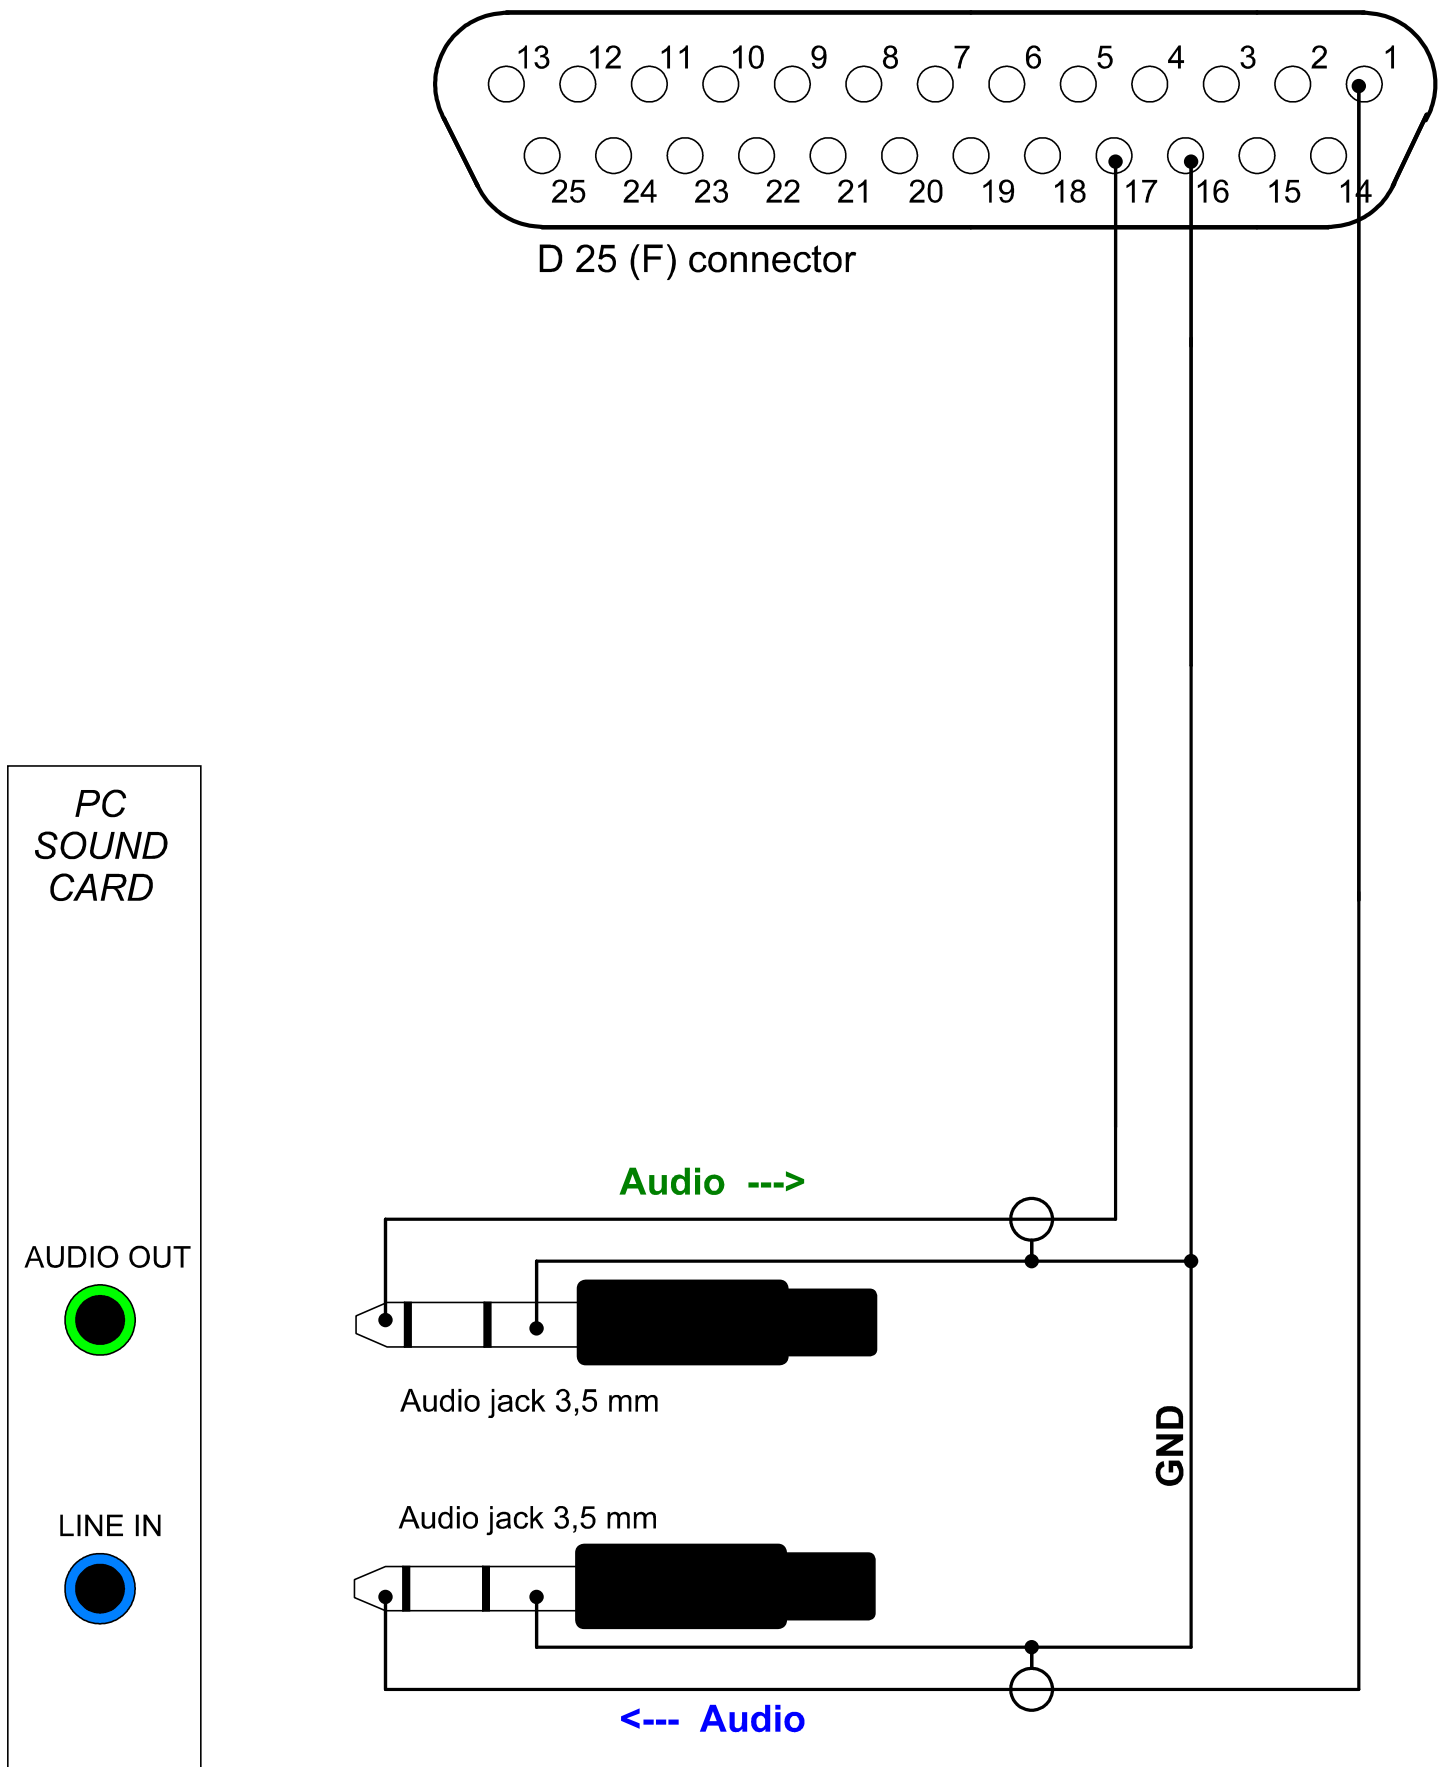 13 12 11 10 9 8 7 6 5 4 3 2 1
25 24 23 22 21 20 19 18 17 16 15 14
D 25 (F) connector
PC
SOUND
CARD
Audio --->
AUDIO OUT
Audio jack 3,5 mm
GND
Audio jack 3,5 mm
LINE IN
<--- Audio